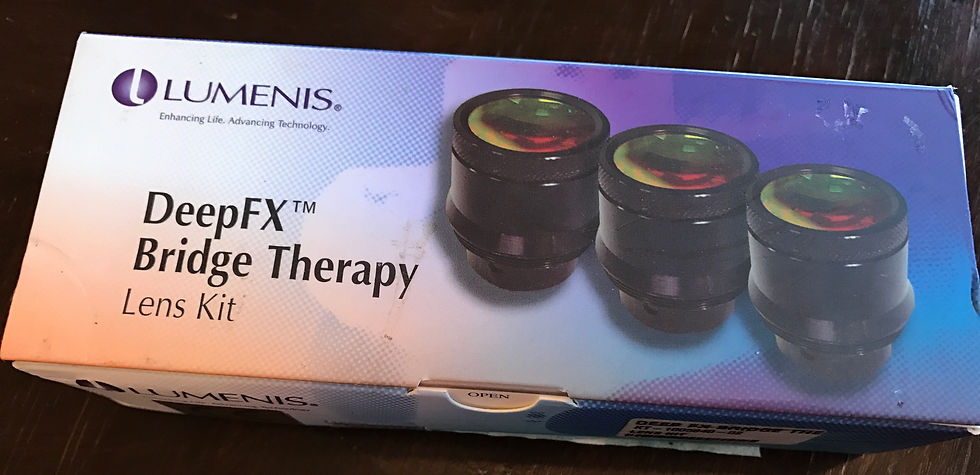 LUMENIS®
Enhancing Life. Advancing Technology.
DeepFX™
Bridge Therapy
Lens Kit
LUMENIS®
OPEN